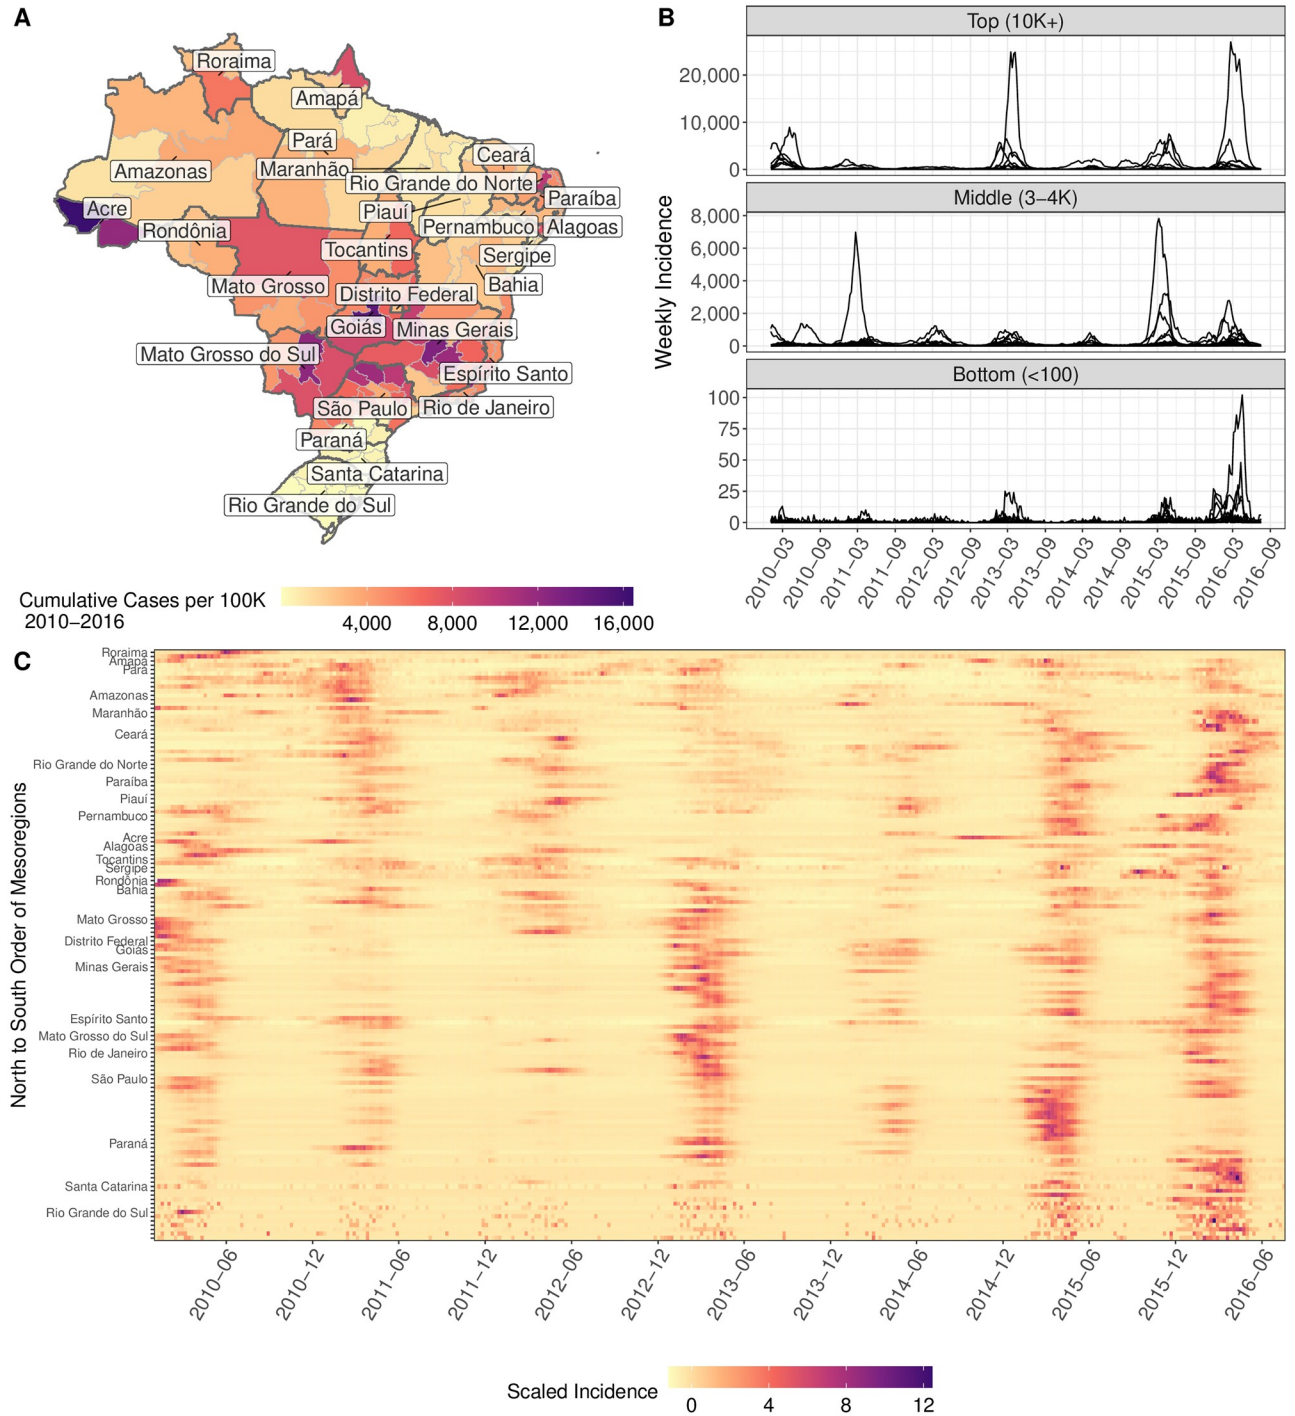 A
Roraima
Amapá
Pará
Ceará
Maranhão
Amazonas
Rio Grande do Norte
Paraíba
Acre
Piauí
Rondônia
Pernambuco
Alagoas
Tocantins
Sergipe
Mato Grosso
Bahia
Distrito Federal
Goiás
Minas Gerais
Mato Grosso do Sul
Espírito Santo
São Paulo
Rio de Janeiro
Paraná
Santa Catarina
Rio Grande do Sul
Cumulative Cases per 100K
2010−2016
4,000
8,000
12,000
16,000
B
Weekly Incidence
Top (10K+)
20,000
10,000
0
Middle (3−4K)
8,000
6,000
4,000
2,000
0
Bottom (<100)
100
75
50
25
0
2010−03
2010−09
2011−03
2011−09
2012−03
2012−09
2013−03
2013−09
2014−03
2014−09
2015−03
2015−09
2016−03
2016−09
C
North to South Order of Mesoregions
Roraima
Amapá
Pará
Amazonas
Maranhão
Ceará
Rio Grande do Norte
Paraíba
Piauí
Pernambuco
Acre
Alagoas
Tocantins
Sergipe
Rondônia
Bahia
Mato Grosso
Distrito Federal
Goiás
Minas Gerais
Espírito Santo
Mato Grosso do Sul
Rio de Janeiro
São Paulo
Paraná
Santa Catarina
Rio Grande do Sul
2010−06
2010−12
2011−06
2011−12
2012−06
2012−12
2013−06
2013−12
2014−06
2014−12
2015−06
2015−12
2016−06
Scaled Incidence
0
4
8
12